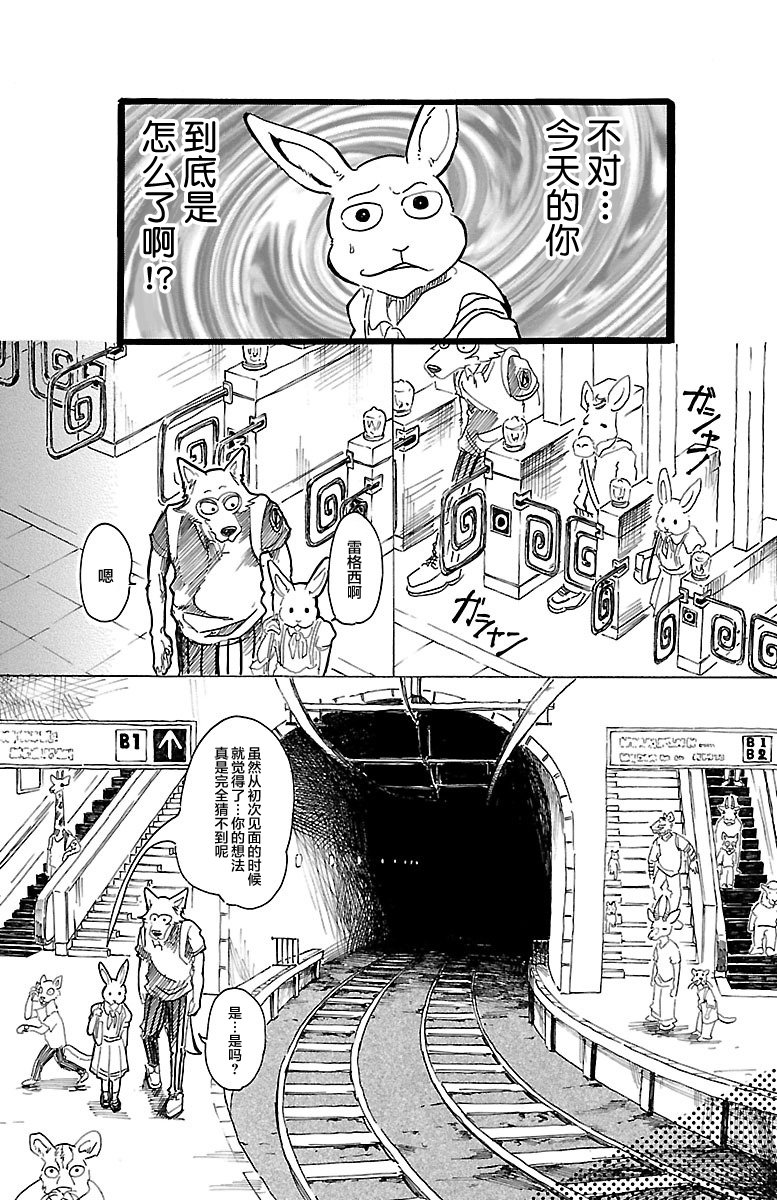 不对…
今天的你
到底是
怎么了啊!?
ガシャン
ガシャン
雷格西啊
嗯
B1
B1
B2
虽然从初次见面的时候
就觉得了…你的想法
真是完全猜不到呢
是…是吗?